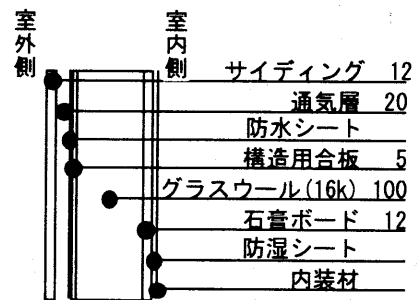 室外側
室内側
サイディング 12
通気層 20
防水シート
構造用合板 5
グラスウール(16k) 100
石膏ボード 12
防湿シート
内装材